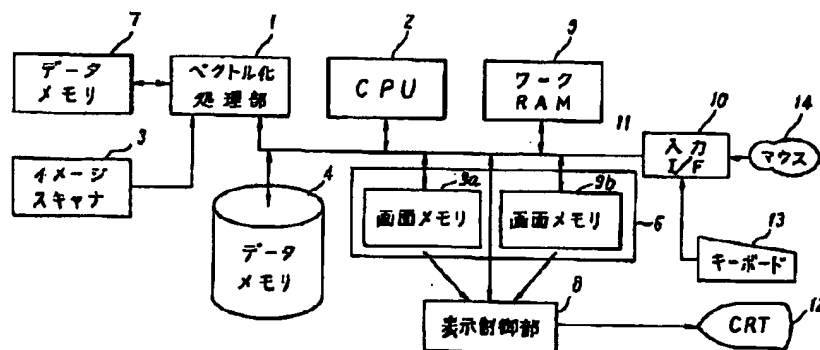 7
1
2
9
データ
メモリ
ベクトル化
処理部
CPU
ワーク
RAM
11
10
14
3
入力
I/F
マウス
イメージ
スキャナ
4
9a
9b
画面メモリ
画面メモリ
6
13
データ
メモリ
キーボード
8
表示制御部
CRT
12